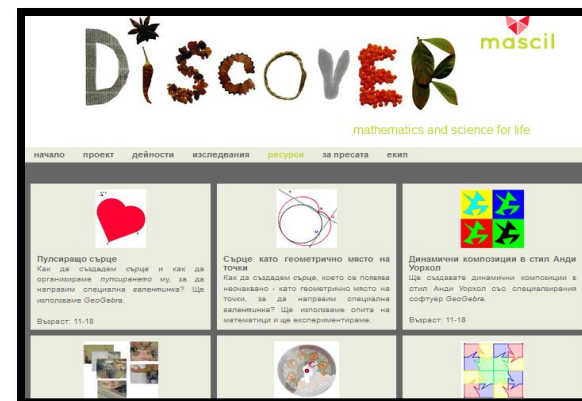 DiSCOVER
mascil
mathematics and science for life
начало проект дейности изследвания ресурси за пресата екип
Пулсиращо сърце
Как да създадем сърце и как да
организираме пулсирането му, за да
направим специална валентинка? Ще
използваме GeoGebra.
Възраст: 11-18
Сърце като геометрично място на
точки
Как да създадем сърце, което се появява
неочаквано - като геометрично място на
точки, за да направим специална
валентинка? Ще използваме опита на
математици и ще експериментираме.
Динамични композиции в стил Анди
Уорхол
Ще създавате динамични композиции в
стил Анди Уорхол със специализирания
софтуер GeoGebra.
Възраст: 11-18